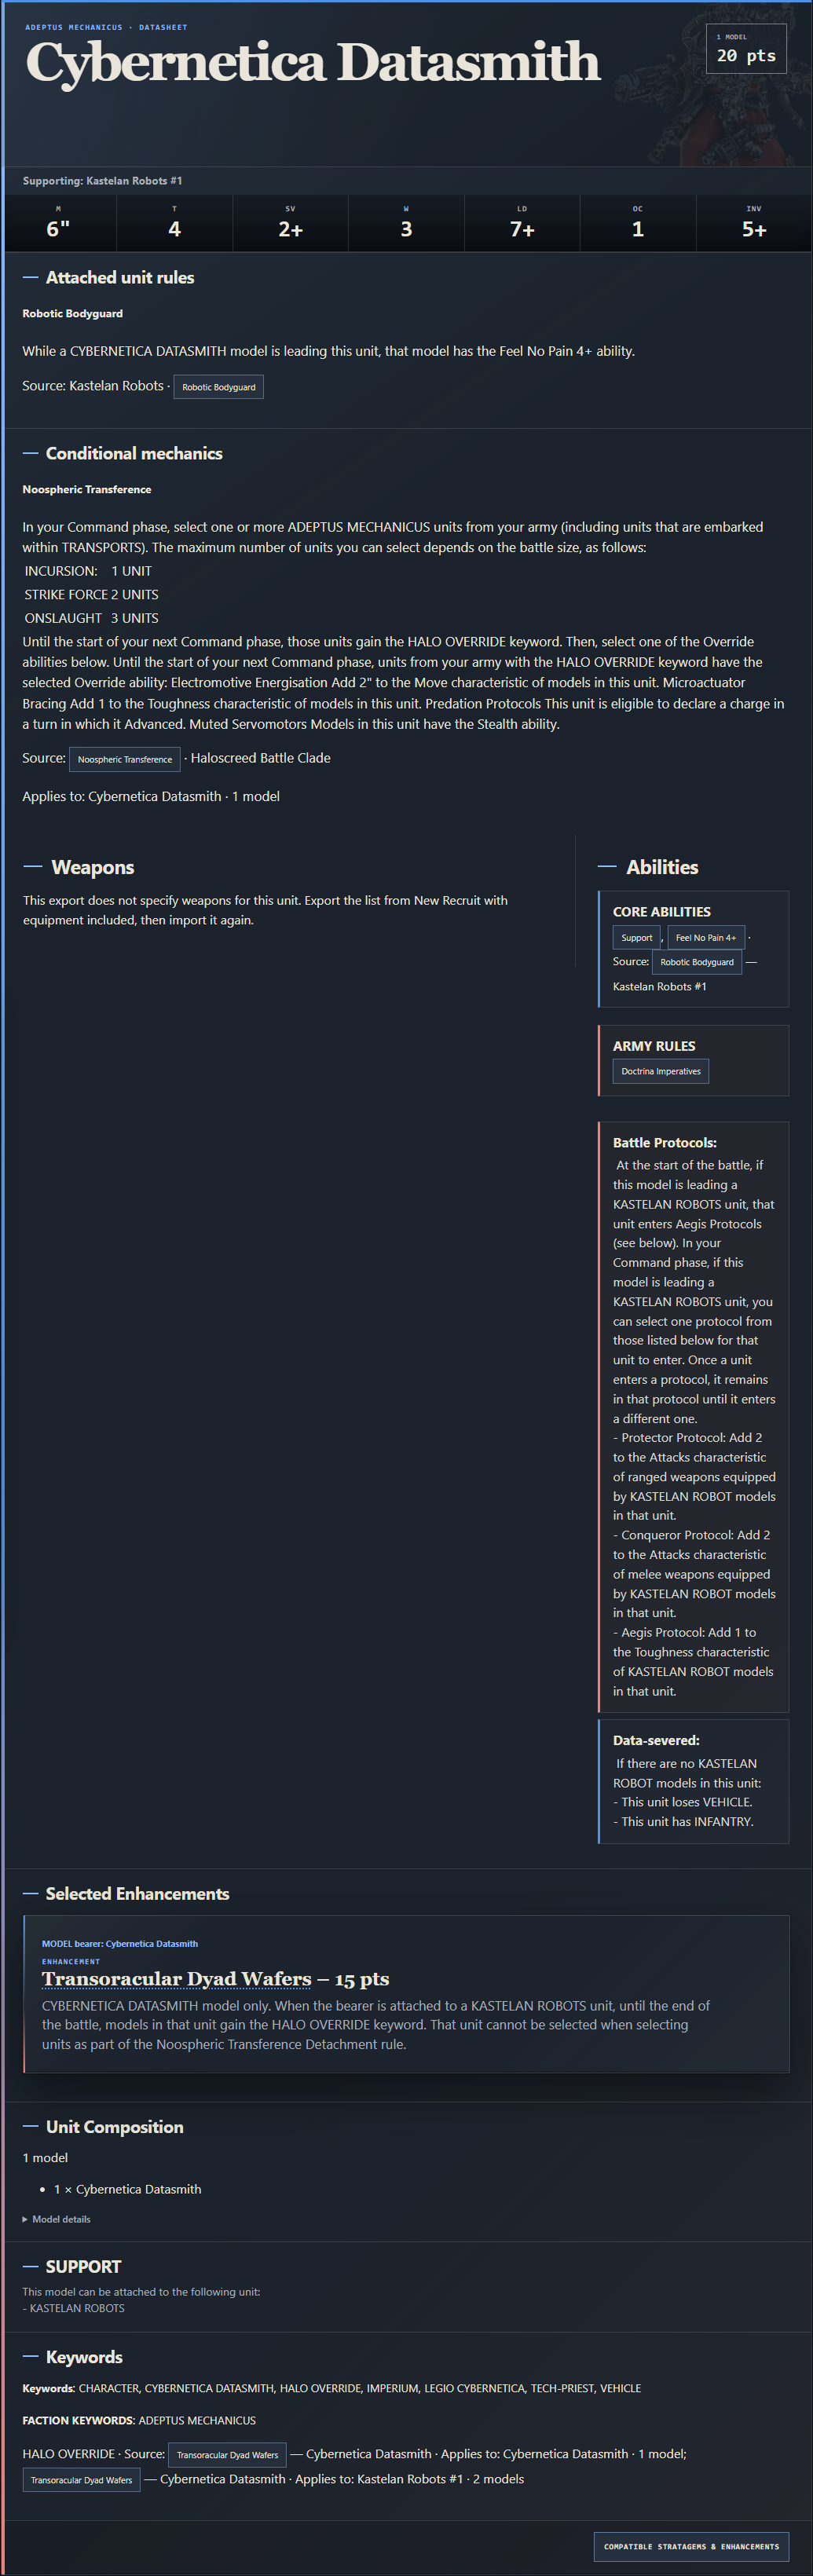 ADEPTUS MECHANICUS · DATASHEET
Cybernetica Datasmith
1 MODEL
20 pts
Supporting: Kastelan Robots #1
M
6"
T
4
SV
2+
W
3
LD
7+
OC
1
INV
5+
— Attached unit rules
Robotic Bodyguard
While a CYBERNETICA DATASMITH model is leading this unit, that model has the Feel No Pain 4+ ability.
Source: Kastelan Robots · Robotic Bodyguard
— Conditional mechanics
Noospheric Transference
In your Command phase, select one or more ADEPTUS MECHANICUS units from your army (including units that are embarked
within TRANSPORTS). The maximum number of units you can select depends on the battle size, as follows:
INCURSION: 1 UNIT
STRIKE FORCE 2 UNITS
ONSLAUGHT 3 UNITS
Until the start of your next Command phase, those units gain the HALO OVERRIDE keyword. Then, select one of the Override
abilities below. Until the start of your next Command phase, units from your army with the HALO OVERRIDE keyword have the
selected Override ability: Electromotive Energisation Add 2" to the Move characteristic of models in this unit. Microactuator
Bracing Add 1 to the Toughness characteristic of models in this unit. Predation Protocols This unit is eligible to declare a charge in
a turn in which it Advanced. Muted Servomotors Models in this unit have the Stealth ability.
Source: Noospheric Transference · Haloscreed Battle Clade
Applies to: Cybernetica Datasmith · 1 model
— Weapons
This export does not specify weapons for this unit. Export the list from New Recruit with
equipment included, then import it again.
— Abilities
CORE ABILITIES
Support, Feel No Pain 4+ ·
Source: Robotic Bodyguard —
Kastelan Robots #1
ARMY RULES
Doctrina Imperatives
Battle Protocols:
At the start of the battle, if
this model is leading a
KASTELAN ROBOTS unit, that
unit enters Aegis Protocols
(see below). In your
Command phase, if this
model is leading a
KASTELAN ROBOTS unit, you
can select one protocol from
those listed below for that
unit to enter. Once a unit
enters a protocol, it remains
in that protocol until it enters
a different one.
- Protector Protocol: Add 2
to the Attacks characteristic
of ranged weapons equipped
by KASTELAN ROBOT models
in that unit.
- Conqueror Protocol: Add 2
to the Attacks characteristic
of melee weapons equipped
by KASTELAN ROBOT models
in that unit.
- Aegis Protocol: Add 1 to
the Toughness characteristic
of KASTELAN ROBOT models
in that unit.
Data-severed:
If there are no KASTELAN
ROBOT models in this unit:
- This unit loses VEHICLE.
- This unit has INFANTRY.
— Selected Enhancements
MODEL bearer: Cybernetica Datasmith
ENHANCEMENT
Transoracular Dyad Wafers – 15 pts
CYBERNETICA DATASMITH model only. When the bearer is attached to a KASTELAN ROBOTS unit, until the end of
the battle, models in that unit gain the HALO OVERRIDE keyword. That unit cannot be selected when selecting
units as part of the Noospheric Transference Detachment rule.
— Unit Composition
1 model
• 1 × Cybernetica Datasmith
▶ Model details
— SUPPORT
This model can be attached to the following unit:
- KASTELAN ROBOTS
— Keywords
Keywords: CHARACTER, CYBERNETICA DATASMITH, HALO OVERRIDE, IMPERIUM, LEGIO CYBERNETICA, TECH-PRIEST, VEHICLE
FACTION KEYWORDS: ADEPTUS MECHANICUS
HALO OVERRIDE · Source: Transoracular Dyad Wafers — Cybernetica Datasmith · Applies to: Cybernetica Datasmith · 1 model;
Transoracular Dyad Wafers — Cybernetica Datasmith · Applies to: Kastelan Robots #1 · 2 models
COMPATIBLE STRATAGEMS & ENHANCEMENTS